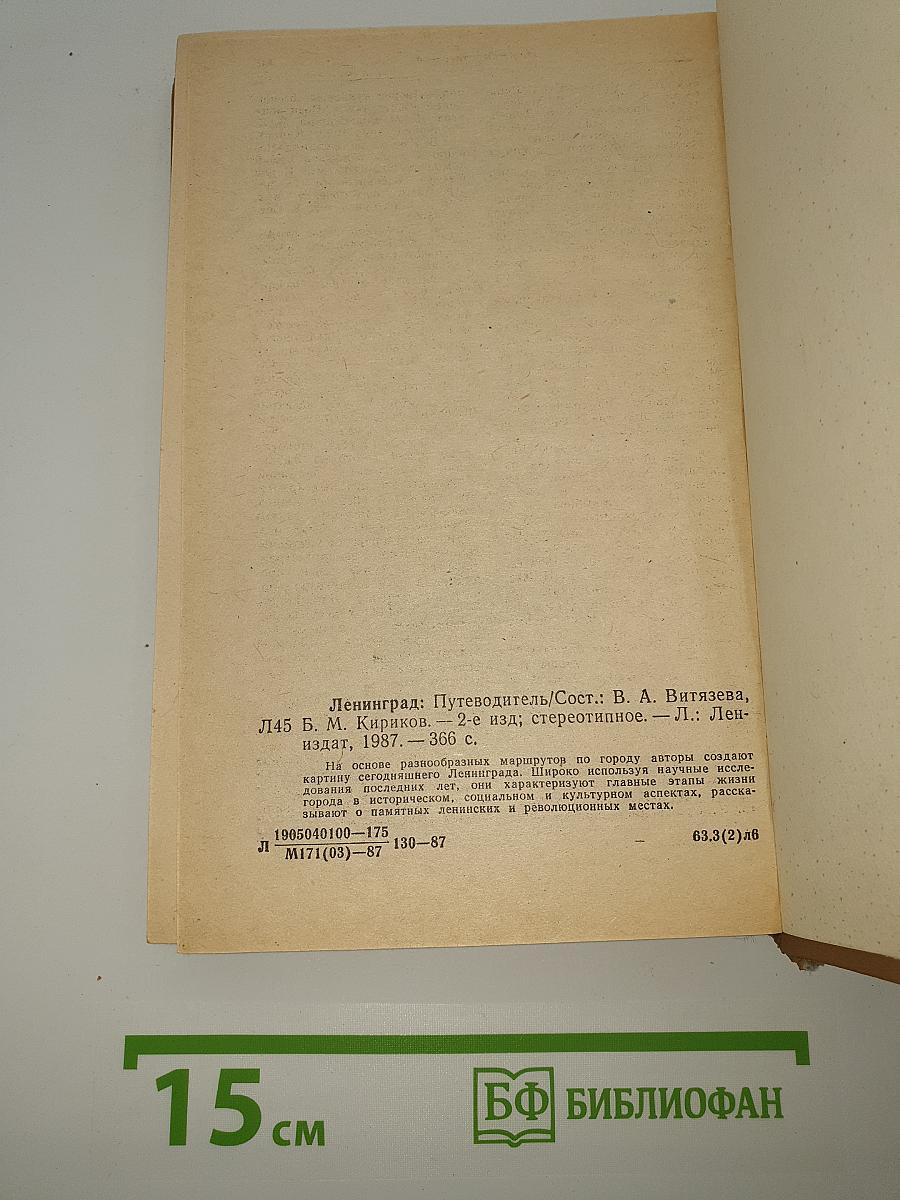 Ленинград: Путеводитель/Сост.: В. А. Витязева,
Л45 Б. М. Кириков. — 2-е изд; стереотипное. — Л.: Лен-
издат, 1987. — 366 с.
На основе разнообразных маршрутов по городу авторы создают
картину сегодняшнего Ленинграда. Широко используя научные иссле-
дования последних лет, они характеризуют главные этапы жизни
города в историческом, социальном и культурном аспектах, расска-
зывают о памятных ленинских и революционных местах.
Л 1905040100—175
М171(03)—87 130—87
63.3(2)л6
15 см
БФ БИБЛИОФАН